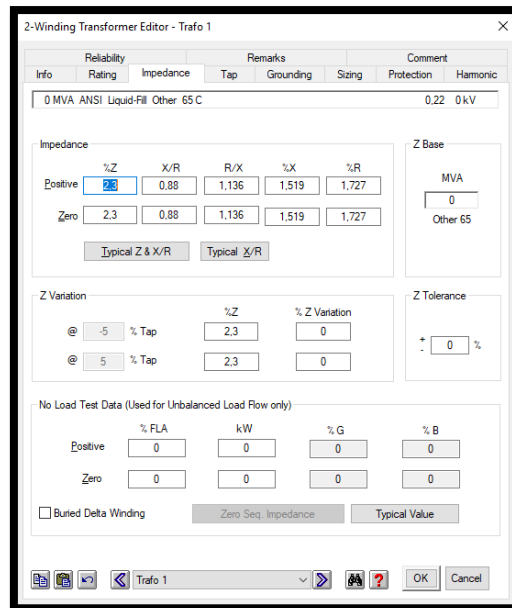 2-Winding Transformer Editor - Trafo 1
Reliability Remarks Comment
Info Rating Impedance Tap Grounding Sizing Protection Harmonic
0 MVA ANSI Liquid-Fill Other 65 C 0,22 0 kV
Impedance Z Base
%Z X/R R/X %X %R MVA
Positive 2,3 0,88 1,136 1,519 1,727 0
Zero 2,3 0,88 1,136 1,519 1,727 Other 65
Typical Z & X/R Typical X/R
Z Variation Z Tolerance
%Z % Z Variation
@ -5 % Tap 2,3 0 + - 0 %
@ 5 % Tap 2,3 0
No Load Test Data (Used for Unbalanced Load Flow only)
% FLA kW % G % B
Positive 0 0 0 0
Zero 0 0 0 0
Buried Delta Winding Zero Seq. Impedance Typical Value
Trafo 1 ? OK Cancel